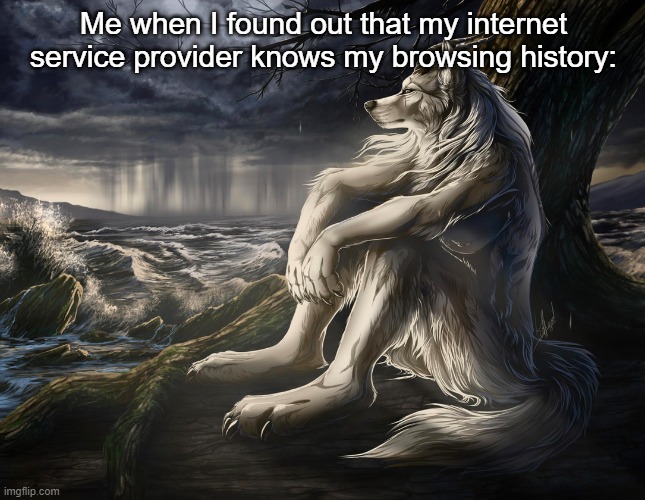 Me when I found out that my internet
service provider knows my browsing history:
imgflip.com